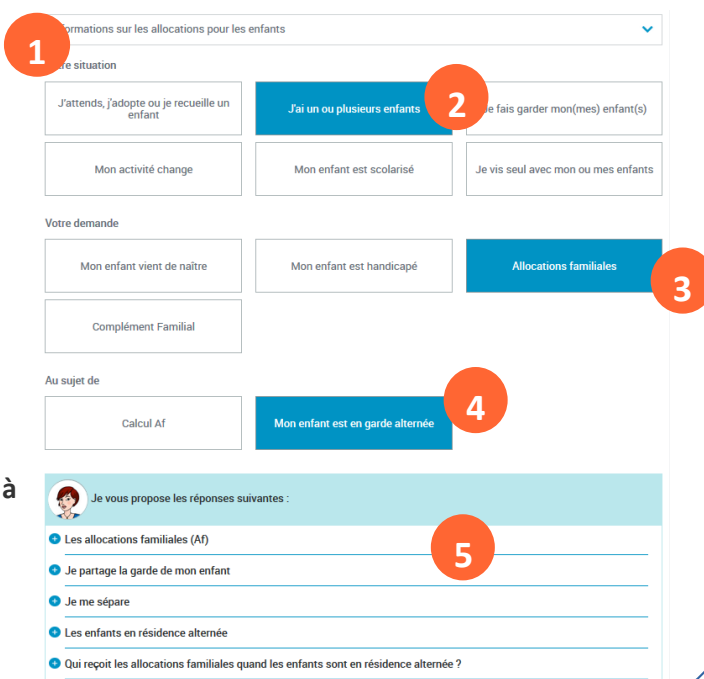 1
formations sur les allocations pour les enfants
re situation
J'attends, j'adopte ou je recueille un
enfant
J'ai un ou plusieurs enfants
2
e fais garder mon(mes) enfant(s)
Mon activité change
Mon enfant est scolarisé
Je vis seul avec mon ou mes enfants
Votre demande
Mon enfant vient de naître
Mon enfant est handicapé
Allocations familiales
3
Complément Familial
Au sujet de
Calcul Af
Mon enfant est en garde alternée
4
à
Je vous propose les réponses suivantes :
Les allocations familiales (Af)
5
Je partage la garde de mon enfant
Je me sépare
Les enfants en résidence alternée
Qui reçoit les allocations familiales quand les enfants sont en résidence alternée ?